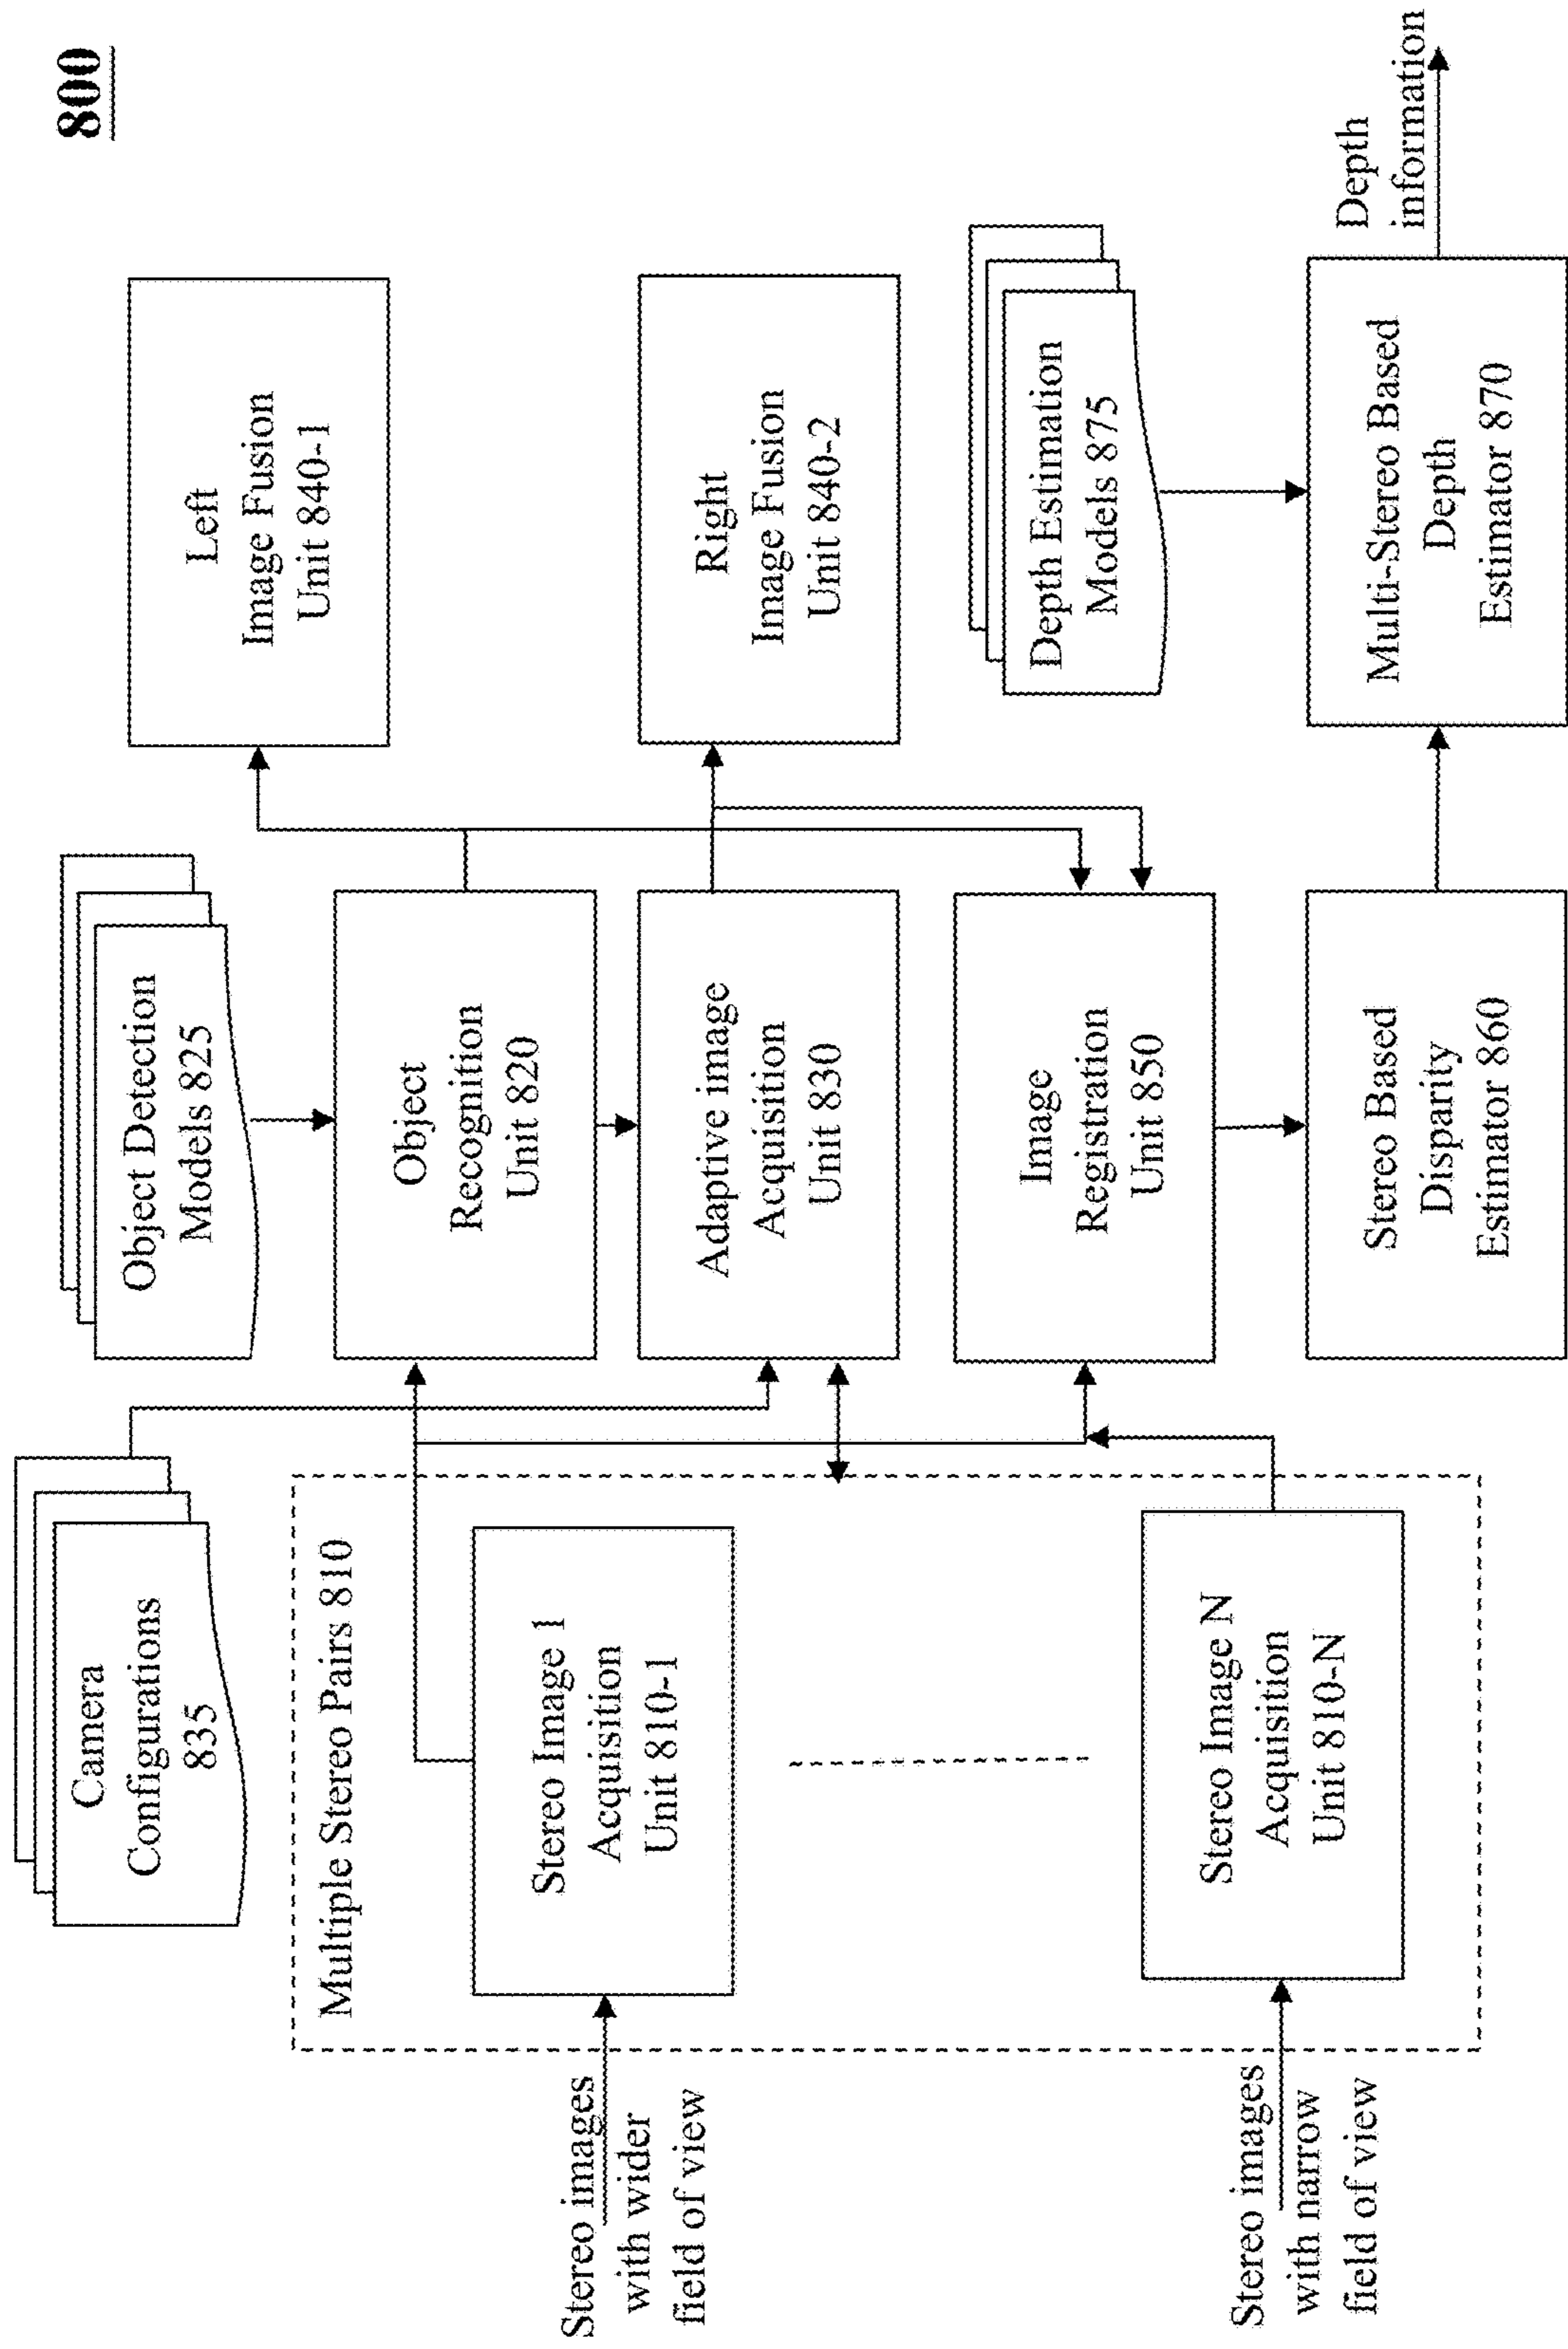 800
Camera
Configurations
835
Object Detection
Models 825
Left
Image Fusion
Unit 840-1
Multiple Stereo Pairs 810
Object
Recognition
Unit 820
Stereo images
with wider
field of view
Stereo Image 1
Acquisition
Unit 810-1
Adaptive image
Acquisition
Unit 830
Right
Image Fusion
Unit 840-2
Image
Registration
Unit 850
Depth Estimation
Models 875
Stereo images
with narrow
field of view
Stereo Image N
Acquisition
Unit 810-N
Stereo Based
Disparity
Estimator 860
Multi-Stereo Based
Depth
Estimator 870
Depth
information